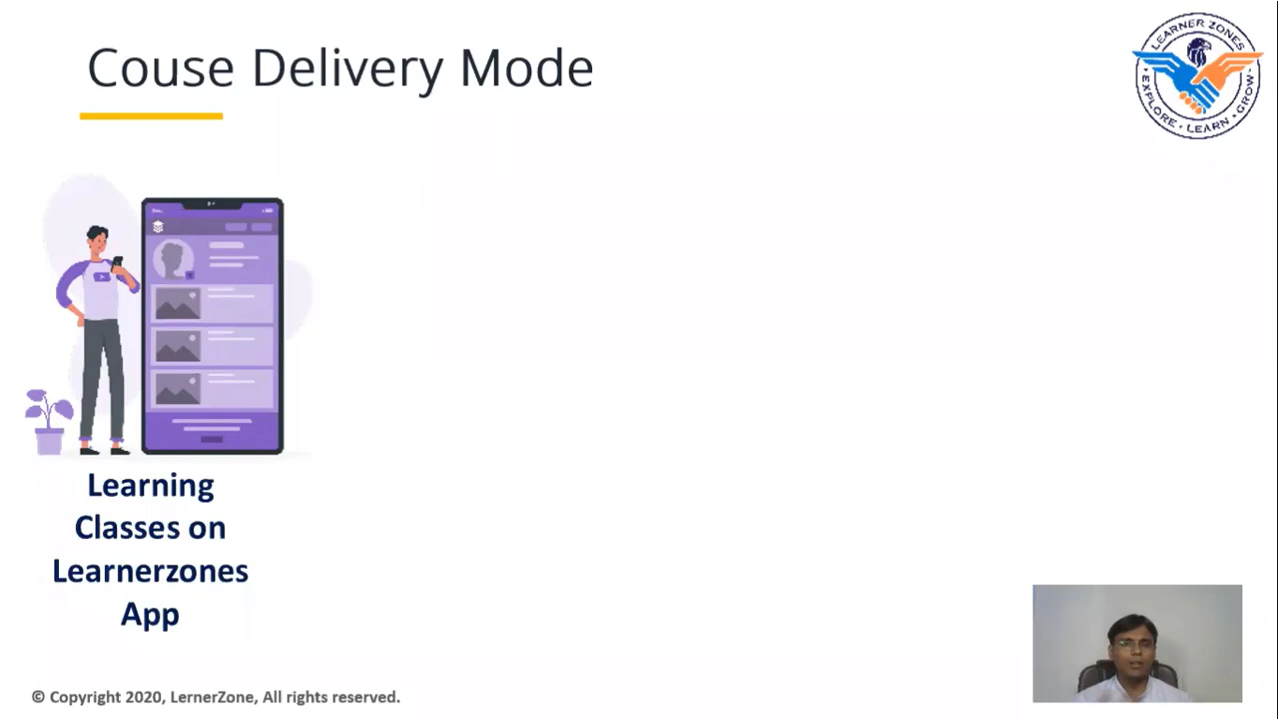 Couse Delivery Mode
LEARNER ZONES
EXPLORE · LEARN · GROW
Learning
Classes on
Learnerzones
App
© Copyright 2020, LernerZone, All rights reserved.